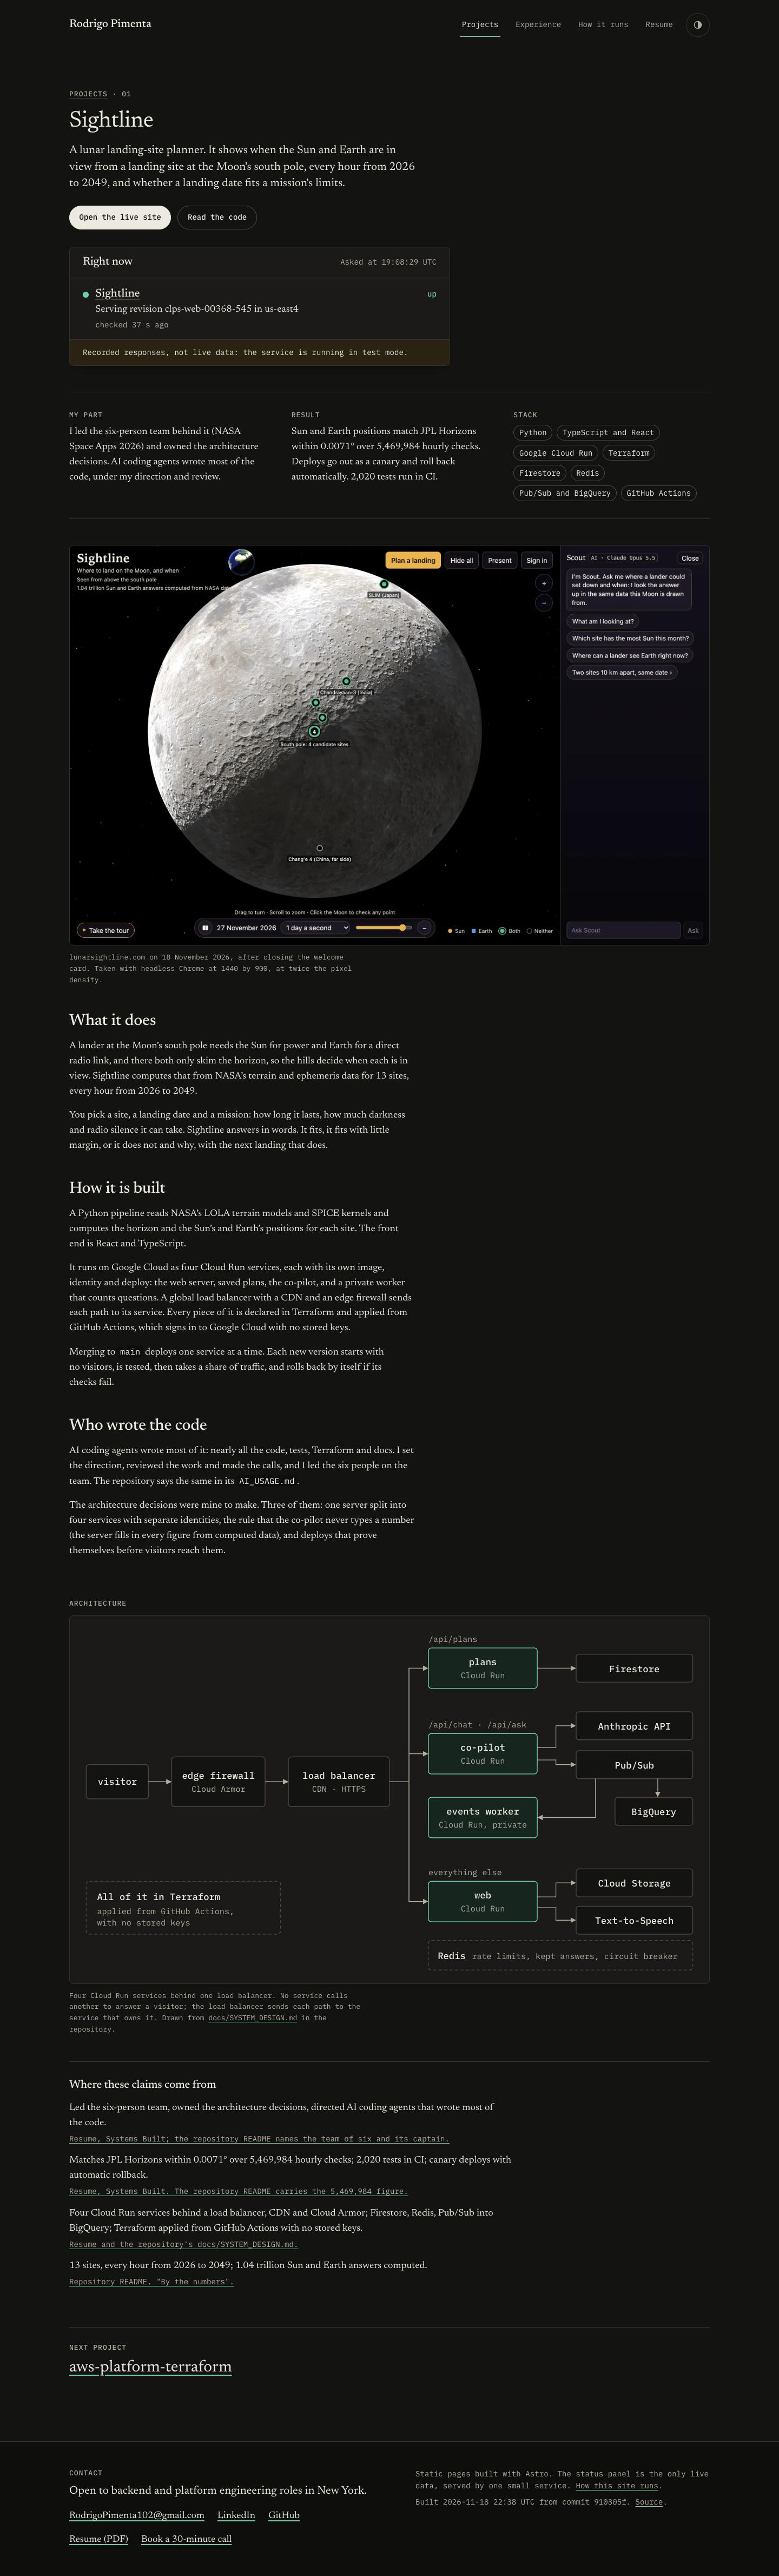 Rodrigo Pimenta
Projects
Experience
How it runs
Resume
PROJECTS · 01
Sightline
A lunar landing-site planner. It shows when the Sun and Earth are in
view from a landing site at the Moon's south pole, every hour from 2026
to 2049, and whether a landing date fits a mission's limits.
Open the live site
Read the code
Right now
Asked at 19:08:29 UTC
Sightline
up
Serving revision clps-web-00368-545 in us-east4
checked 37 s ago
Recorded responses, not live data: the service is running in test mode.
MY PART
I led the six-person team behind it (NASA
Space Apps 2026) and owned the architecture
decisions. AI coding agents wrote most of the
code, under my direction and review.
RESULT
Sun and Earth positions match JPL Horizons
within 0.0071° over 5,469,984 hourly checks.
Deploys go out as a canary and roll back
automatically. 2,020 tests run in CI.
STACK
Python
TypeScript and React
Google Cloud Run
Terraform
Firestore
Redis
Pub/Sub and BigQuery
GitHub Actions
Sightline
Where to land on the Moon, and when
Seen from above the south pole
1.04 trillion Sun and Earth answers computed from NASA
Plan a landing
Hide all
Present
Sign in
+
−
SLIM (Japan)
Chandrayaan-3 (India)
4
South pole: 4 candidate sites
Chang'e 4 (China, far side)
Drag to turn · Scroll to zoom · Click the Moon to check any point
Take the tour
27 November 2026
1 day a second
−
Sun
Earth
Both
Neither
Scout
AI · Claude Opus 5.5
Close
I'm Scout. Ask me where a lander could
set down and when: I look the answer
up in the same data this Moon is drawn
from.
What am I looking at?
Which site has the most Sun this month?
Where can a lander see Earth right now?
Two sites 10 km apart, same date ›
Ask Scout
Ask
lunarsightline.com on 18 November 2026, after closing the welcome
card. Taken with headless Chrome at 1440 by 900, at twice the pixel
density.
What it does
A lander at the Moon's south pole needs the Sun for power and Earth for a direct
radio link, and there both only skim the horizon, so the hills decide when each is in
view. Sightline computes that from NASA's terrain and ephemeris data for 13 sites,
every hour from 2026 to 2049.
You pick a site, a landing date and a mission: how long it lasts, how much darkness
and radio silence it can take. Sightline answers in words. It fits, it fits with little
margin, or it does not and why, with the next landing that does.
How it is built
A Python pipeline reads NASA's LOLA terrain models and SPICE kernels and
computes the horizon and the Sun's and Earth's positions for each site. The front
end is React and TypeScript.
It runs on Google Cloud as four Cloud Run services, each with its own image,
identity and deploy: the web server, saved plans, the co-pilot, and a private worker
that counts questions. A global load balancer with a CDN and an edge firewall sends
each path to its service. Every piece of it is declared in Terraform and applied from
GitHub Actions, which signs in to Google Cloud with no stored keys.
Merging to main deploys one service at a time. Each new version starts with
no visitors, is tested, then takes a share of traffic, and rolls back by itself if its
checks fail.
Who wrote the code
AI coding agents wrote most of it: nearly all the code, tests, Terraform and docs. I set
the direction, reviewed the work and made the calls, and I led the six people on the
team. The repository says the same in its AI_USAGE.md.
The architecture decisions were mine to make. Three of them: one server split into
four services with separate identities, the rule that the co-pilot never types a number
(the server fills in every figure from computed data), and deploys that prove
themselves before visitors reach them.
ARCHITECTURE
/api/plans
plans
Cloud Run
Firestore
/api/chat · /api/ask
co-pilot
Cloud Run
Anthropic API
Pub/Sub
BigQuery
visitor
edge firewall
Cloud Armor
load balancer
CDN · HTTPS
events worker
Cloud Run, private
everything else
web
Cloud Run
Cloud Storage
Text-to-Speech
All of it in Terraform
applied from GitHub Actions,
with no stored keys
Redis rate limits, kept answers, circuit breaker
Four Cloud Run services behind one load balancer. No service calls
another to answer a visitor; the load balancer sends each path to the
service that owns it. Drawn from docs/SYSTEM_DESIGN.md in the
repository.
Where these claims come from
Led the six-person team, owned the architecture decisions, directed AI coding agents that wrote most of
the code.
Resume, Systems Built; the repository README names the team of six and its captain.
Matches JPL Horizons within 0.0071° over 5,469,984 hourly checks; 2,020 tests in CI; canary deploys with
automatic rollback.
Resume, Systems Built. The repository README carries the 5,469,984 figure.
Four Cloud Run services behind a load balancer, CDN and Cloud Armor; Firestore, Redis, Pub/Sub into
BigQuery; Terraform applied from GitHub Actions with no stored keys.
Resume and the repository's docs/SYSTEM_DESIGN.md.
13 sites, every hour from 2026 to 2049; 1.04 trillion Sun and Earth answers computed.
Repository README, "By the numbers".
NEXT PROJECT
aws-platform-terraform
CONTACT
Open to backend and platform engineering roles in New York.
RodrigoPimenta102@gmail.com
LinkedIn
GitHub
Resume (PDF)
Book a 30-minute call
Static pages built with Astro. The status panel is the only live
data, served by one small service. How this site runs.
Built 2026-11-18 22:38 UTC from commit 910305f. Source.